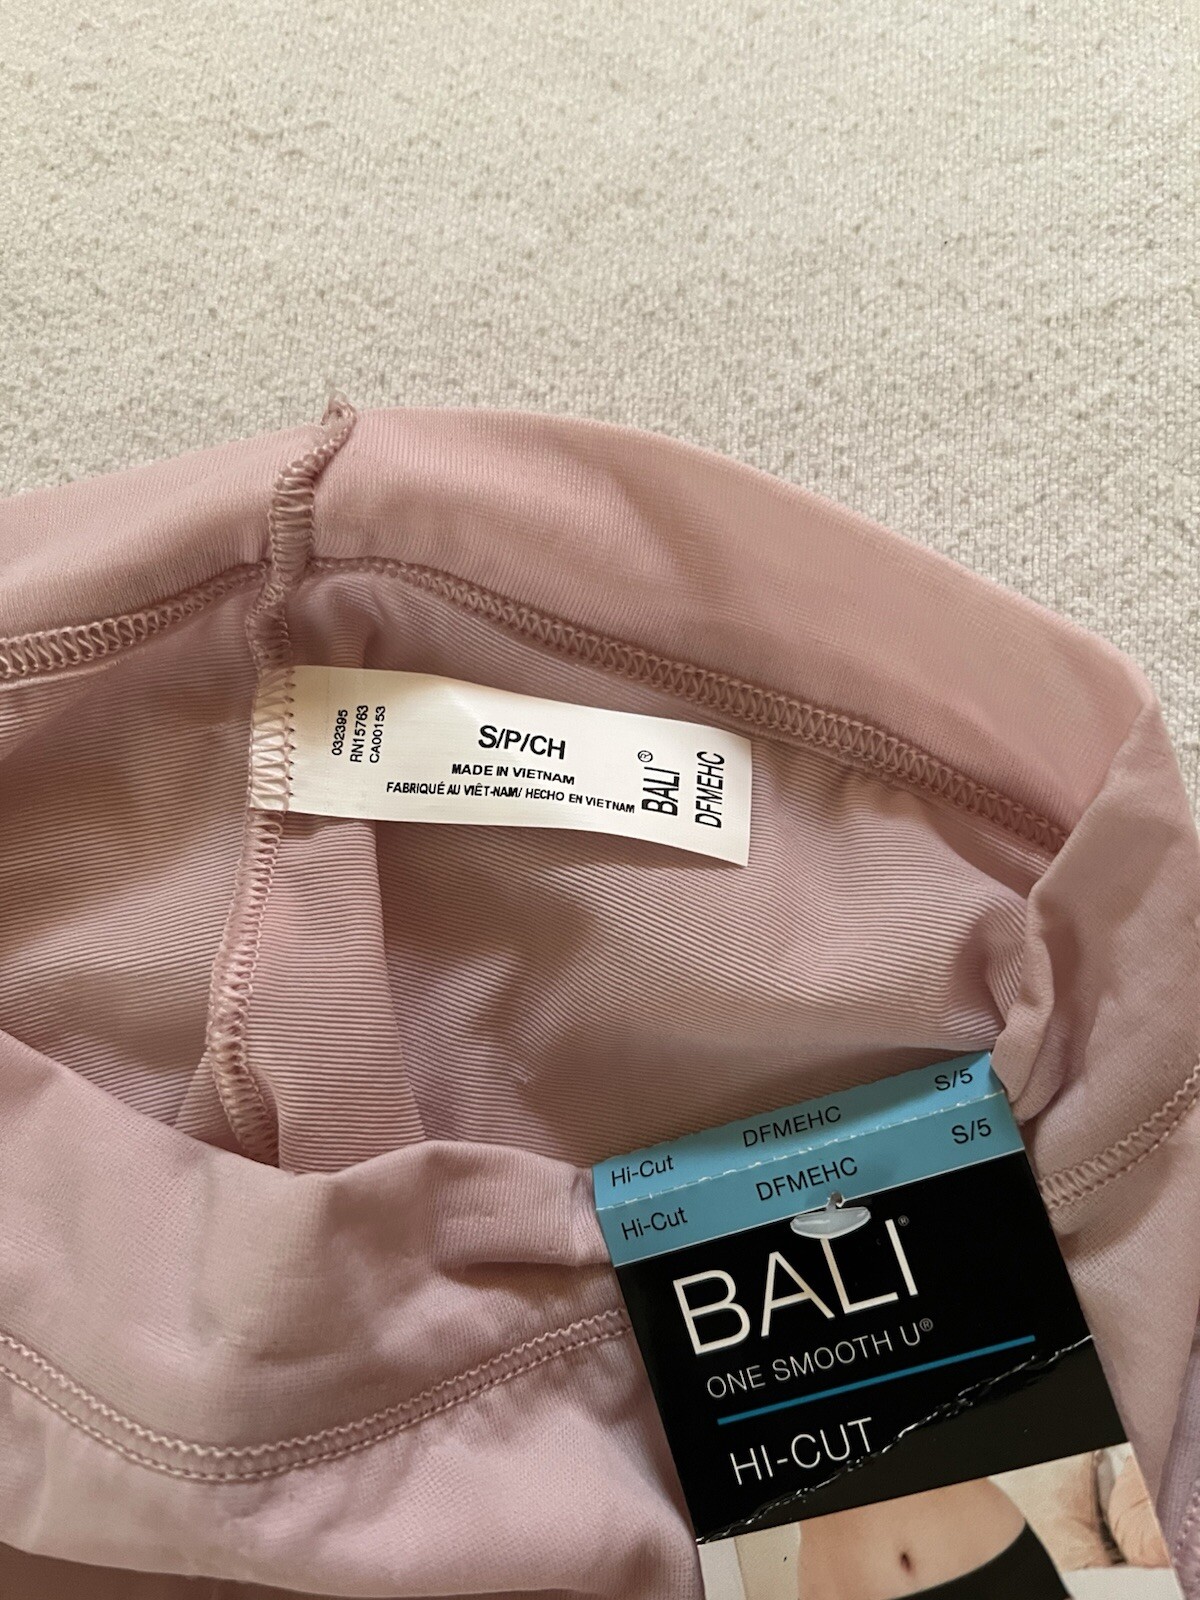 032395
RN15763
CA00153
S/P/CH
MADE IN VIETNAM
FABRIQUÉ AU VIÊT-NAM/ HECHO EN VIETNAM
BALI®
DFMEHC
Hi-Cut DFMEHC S/5
Hi-Cut DFMEHC S/5
BALI®
ONE SMOOTH U®
HI-CUT